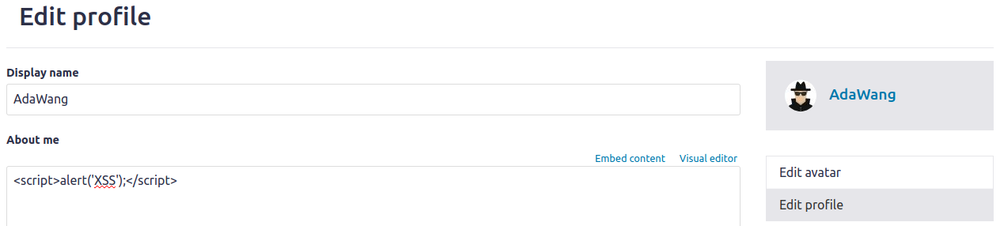 Edit profile
Display name
AdaWang
AdaWang
About me
Embed content Visual editor
<script>alert('XSS');</script>
Edit avatar
Edit profile